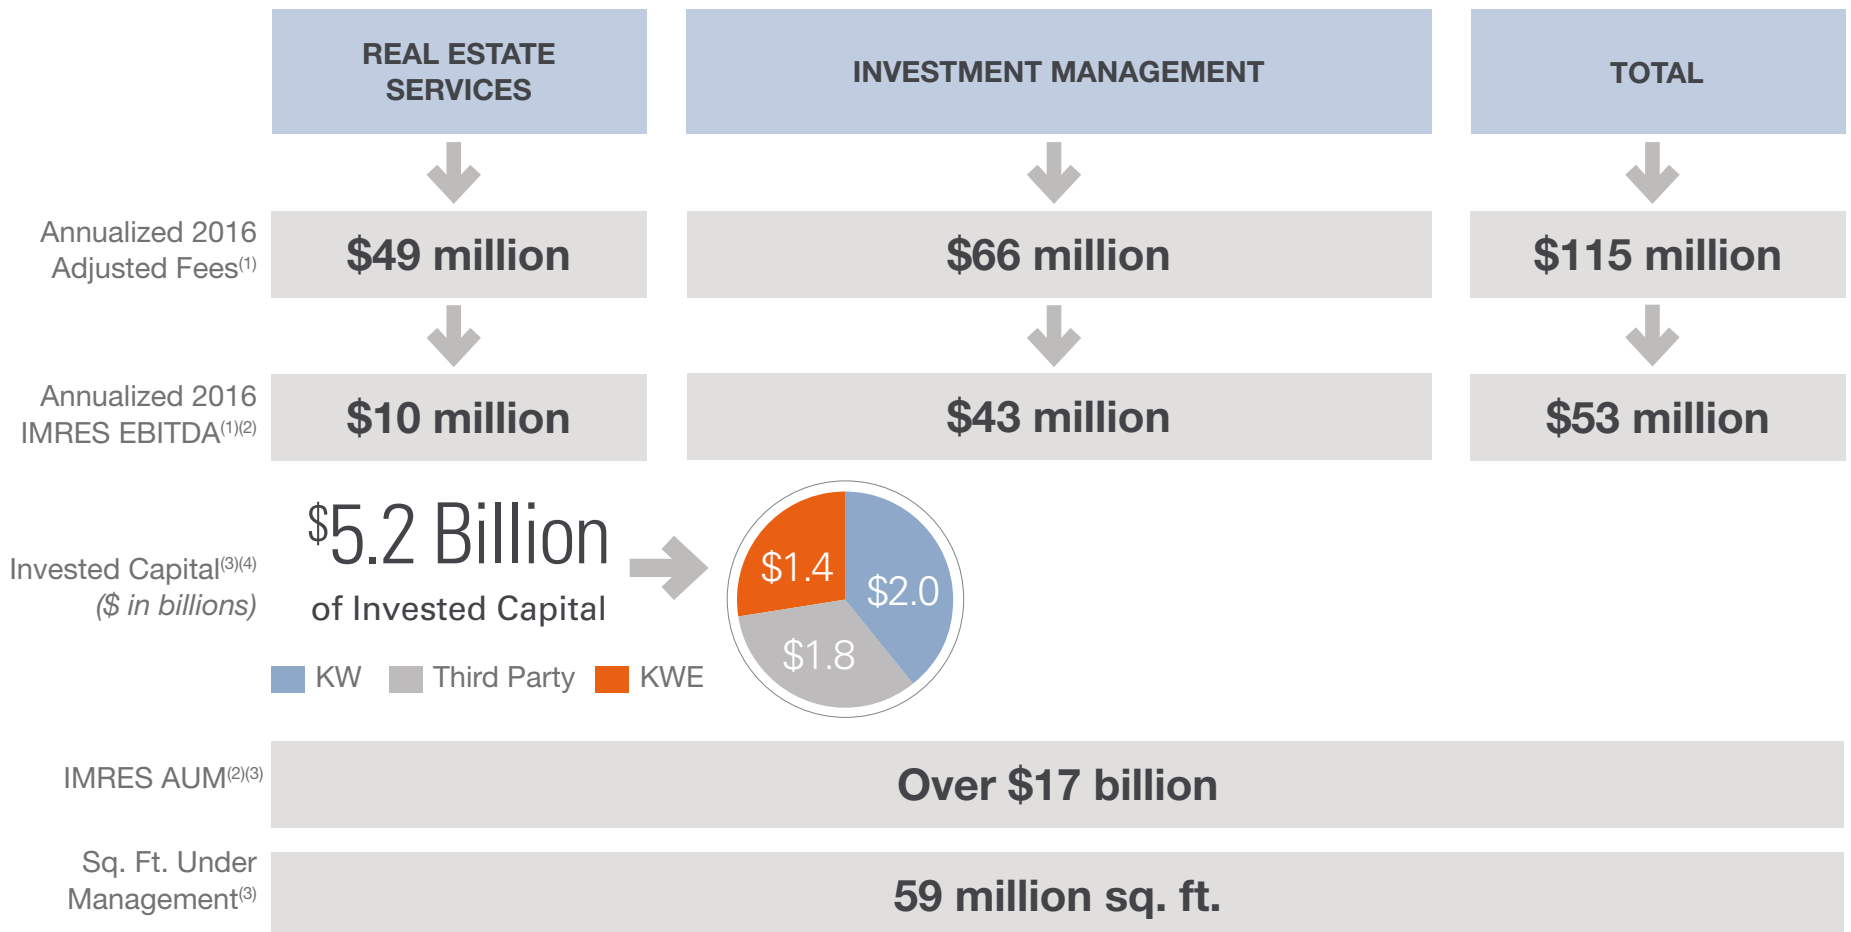 REAL ESTATE
SERVICES
INVESTMENT MANAGEMENT
TOTAL
Annualized 2016
Adjusted Fees(1)
$49 million
$66 million
$115 million
Annualized 2016
IMRES EBITDA(1)(2)
$10 million
$43 million
$53 million
Invested Capital(3)(4)
($ in billions)
$5.2 Billion
of Invested Capital
KW
Third Party
KWE
$1.4
$2.0
$1.8
IMRES AUM(2)(3)
Over $17 billion
Sq. Ft. Under
Management(3)
59 million sq. ft.